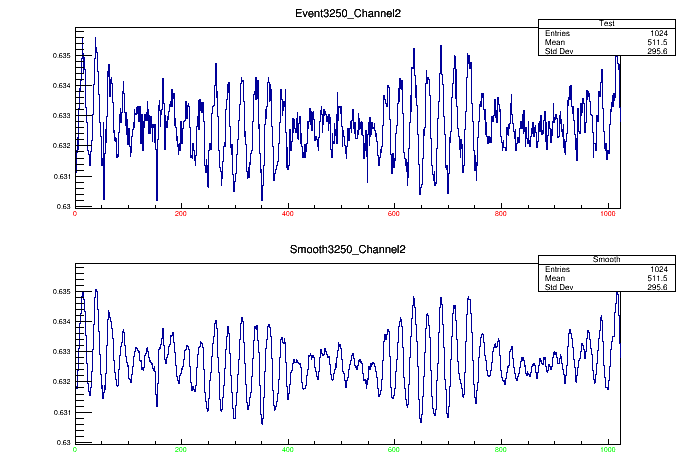 Event3250_Channel2
Test
Entries 1024
Mean 511.5
Std Dev 295.6
0.635
0.634
0.633
0.632
0.631
0.63
0 200 400 600 800 1000
Smooth3250_Channel2
Smooth
Entries 1024
Mean 511.5
Std Dev 295.6
0.635
0.634
0.633
0.632
0.631
0.63
0 200 400 600 800 1000